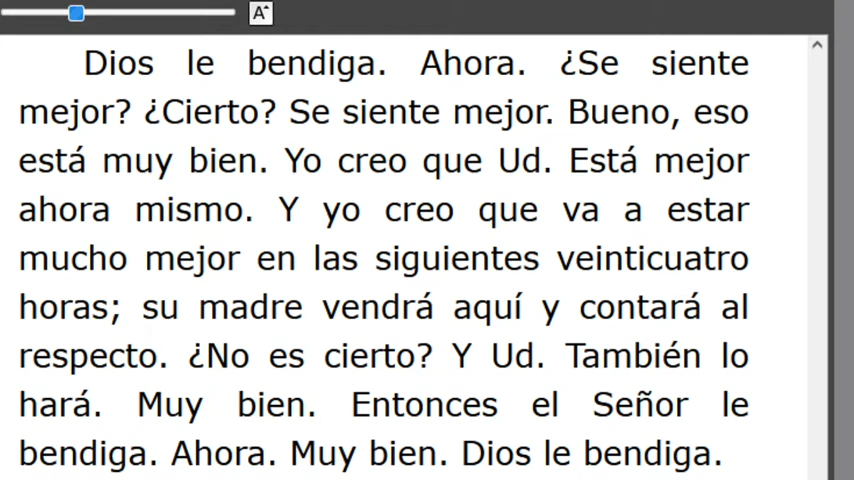 A
Dios le bendiga. Ahora. ¿Se siente
mejor? ¿Cierto? Se siente mejor. Bueno, eso
está muy bien. Yo creo que Ud. Está mejor
ahora mismo. Y yo creo que va a estar
mucho mejor en las siguientes veinticuatro
horas; su madre vendrá aquí y contará al
respecto. ¿No es cierto? Y Ud. También lo
hará. Muy bien. Entonces el Señor le
bendiga. Ahora. Muy bien. Dios le bendiga.